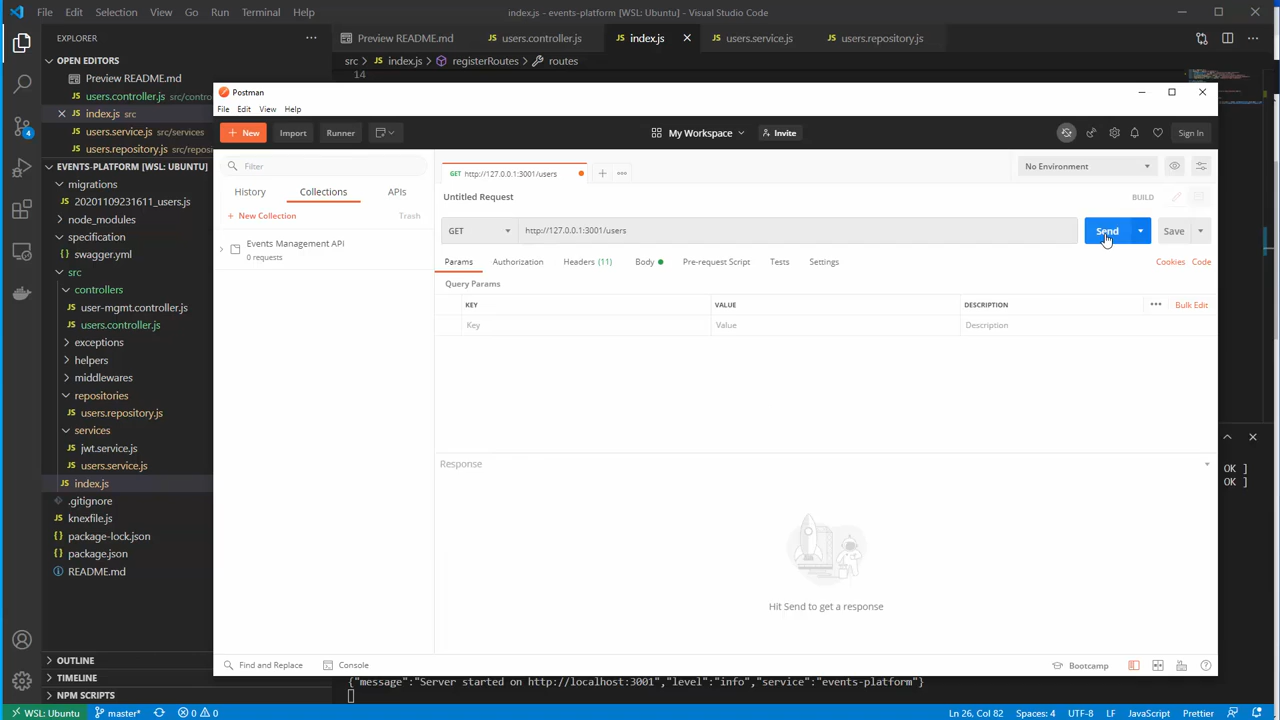 File Edit Selection View Go Run Terminal Help index.js - events-platform [WSL: Ubuntu] - Visual Studio Code
EXPLORER
Preview README.md
users.controller.js
index.js
users.service.js
users.repository.js
src > index.js > registerRoutes > routes
14
OPEN EDITORS
Preview README.md
users.controller.js src/contro
index.js src
users.service.js src/services
users.repository.js
EVENTS-PLATFORM [WSL: UBUNTU]
migrations
20201109231611_users.js
node_modules
specification
swagger.yml
src
controllers
user-mgmt.controller.js
users.controller.js
exceptions
helpers
middlewares
repositories
users.repository.js
services
jwt.service.js
users.service.js
index.js
.gitignore
knexfile.js
package-lock.json
package.json
README.md
OUTLINE
TIMELINE
NPM SCRIPTS
4
Postman
File Edit View Help
New Import Runner My Workspace Invite Sign In
Filter
History Collections APIs
New Collection Trash
Events Management API
0 requests
GET http://127.0.0.1:3001/users
No Environment
Untitled Request BUILD
GET http://127.0.0.1:3001/users Send Save
Params Authorization Headers (11) Body Pre-request Script Tests Settings Cookies Code
Query Params
KEY VALUE DESCRIPTION Bulk Edit
Key Value Description
Response
Hit Send to get a response
Find and Replace Console Bootcamp
OK ]
OK ]
{"message":"Server started on http://localhost:3001","level":"info","service":"events-platform"}
WSL: Ubuntu master* 0 0 Ln 26, Col 82 Spaces: 4 UTF-8 LF JavaScript Prettier